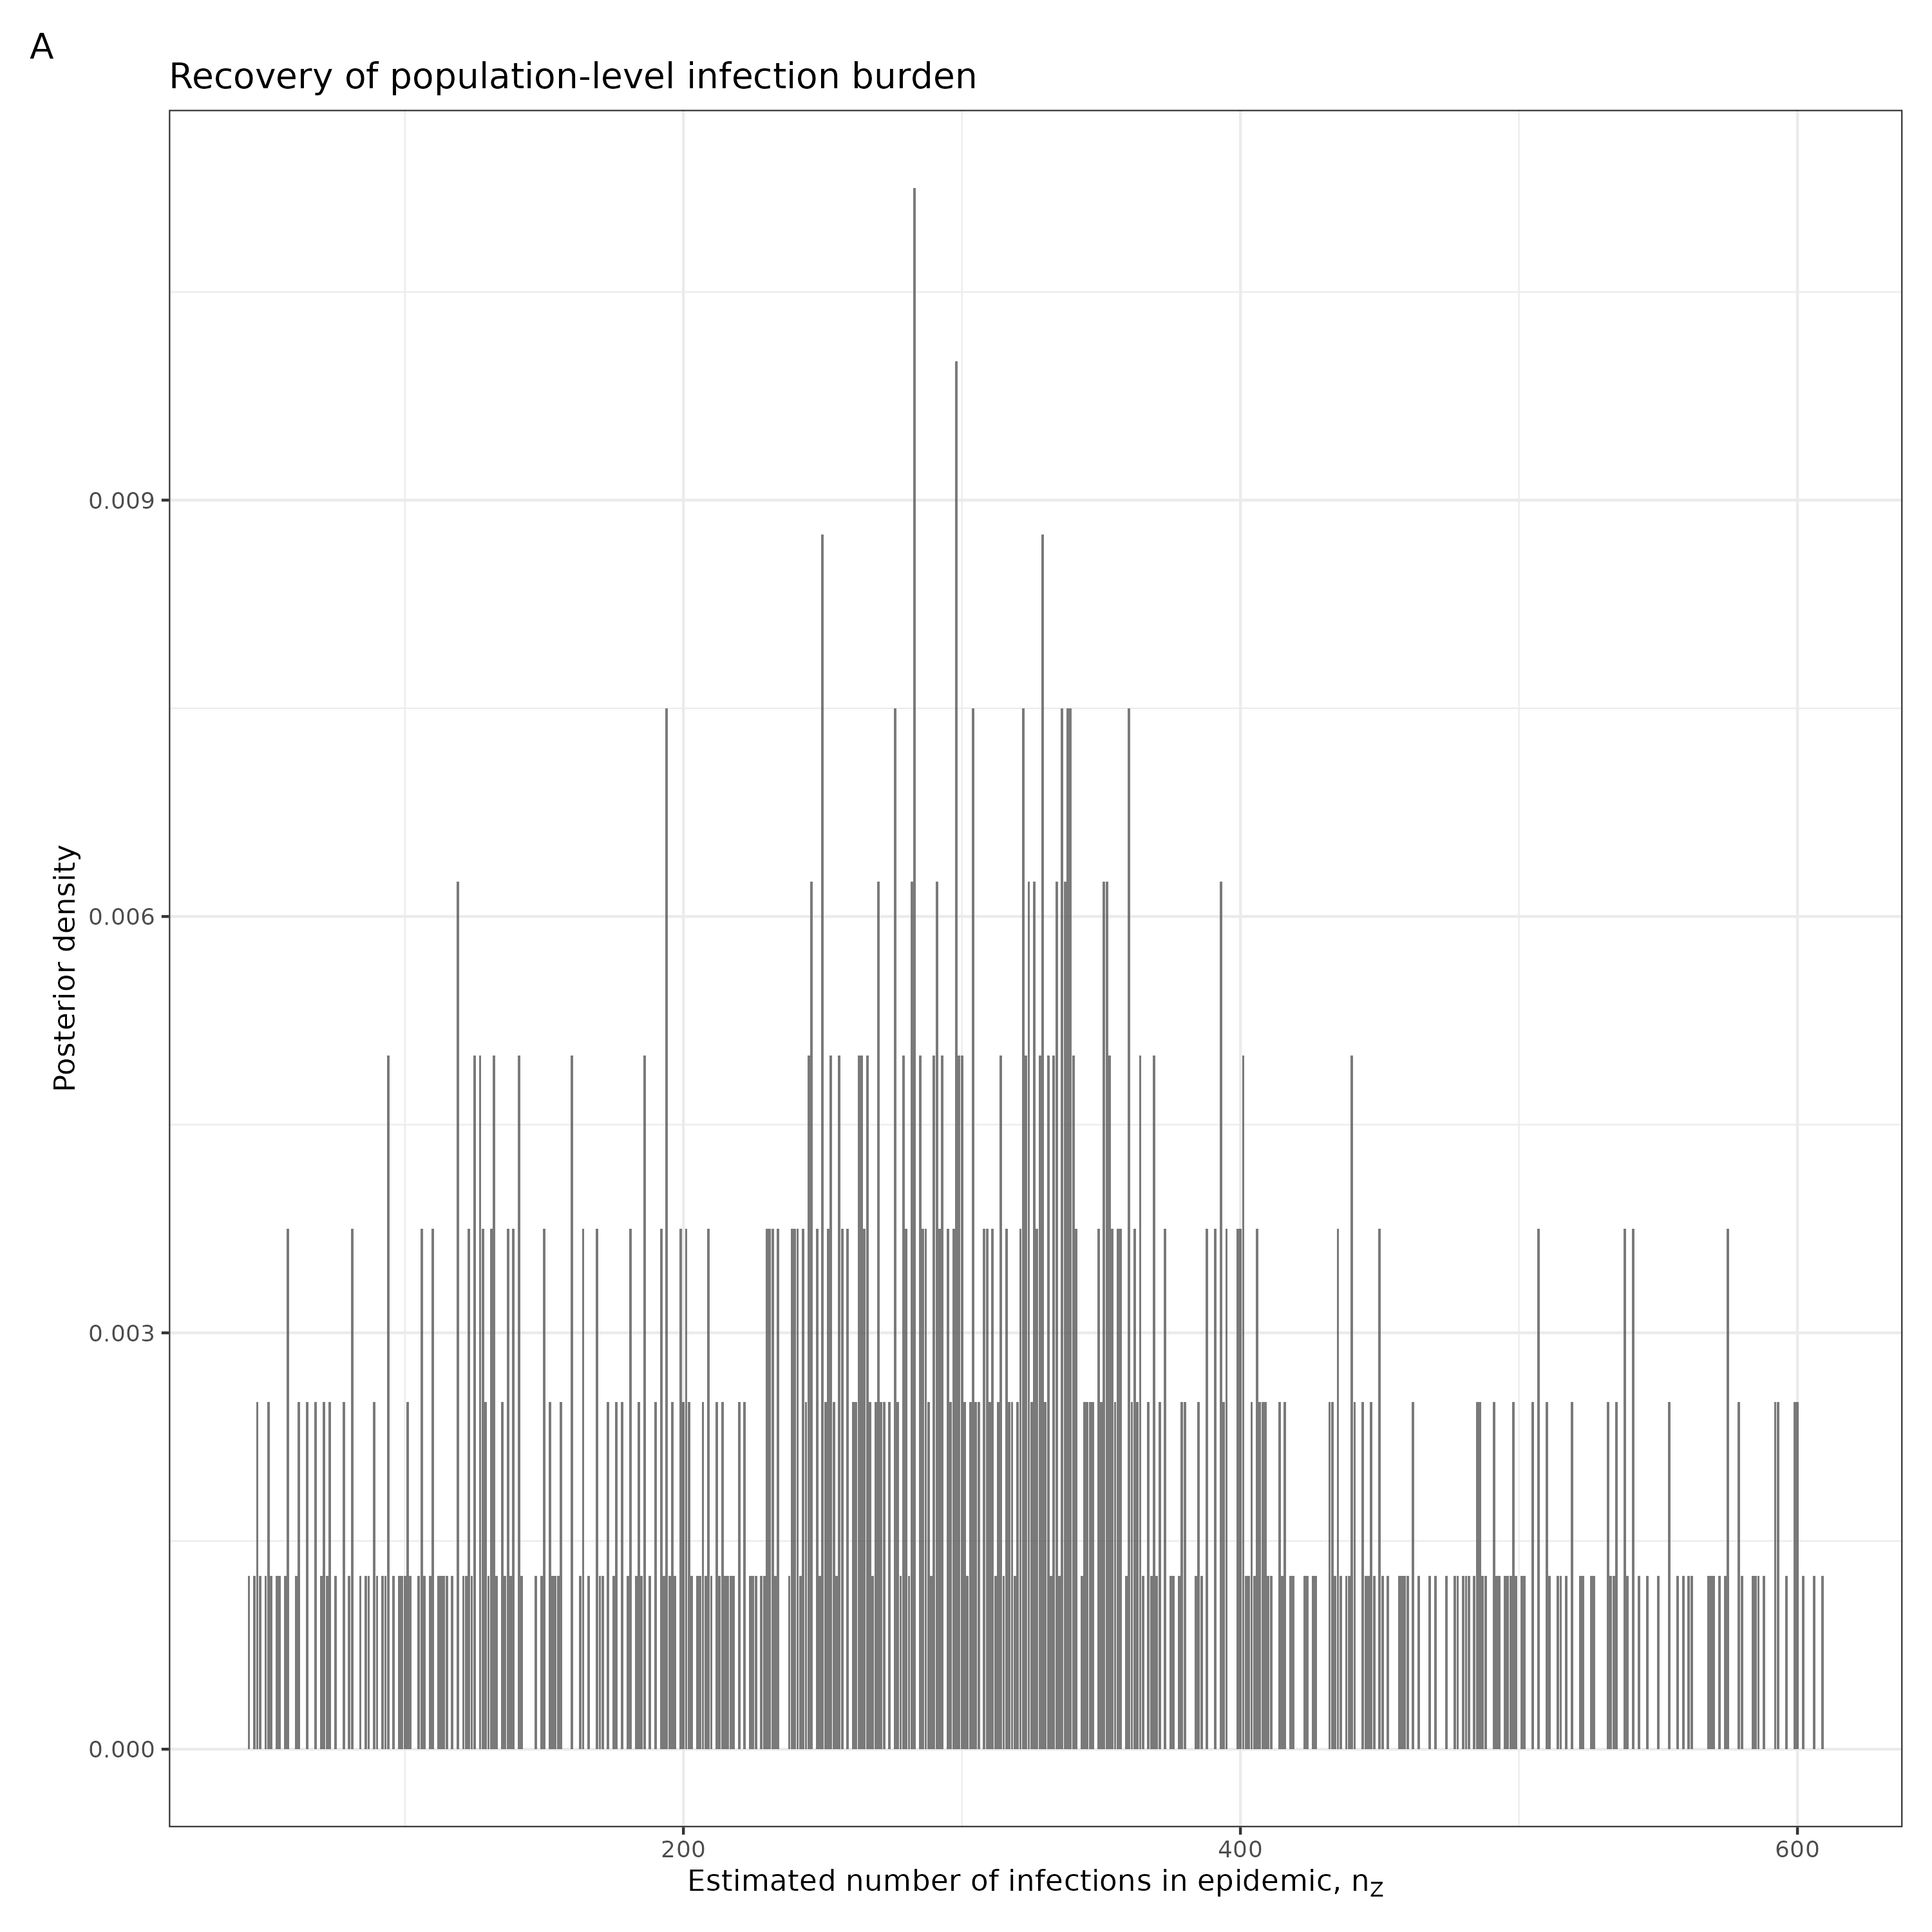 A
Recovery of population-level infection burden
0.009
0.006
0.003
0.000
Posterior density
200 400 600
Estimated number of infections in epidemic, n_Z